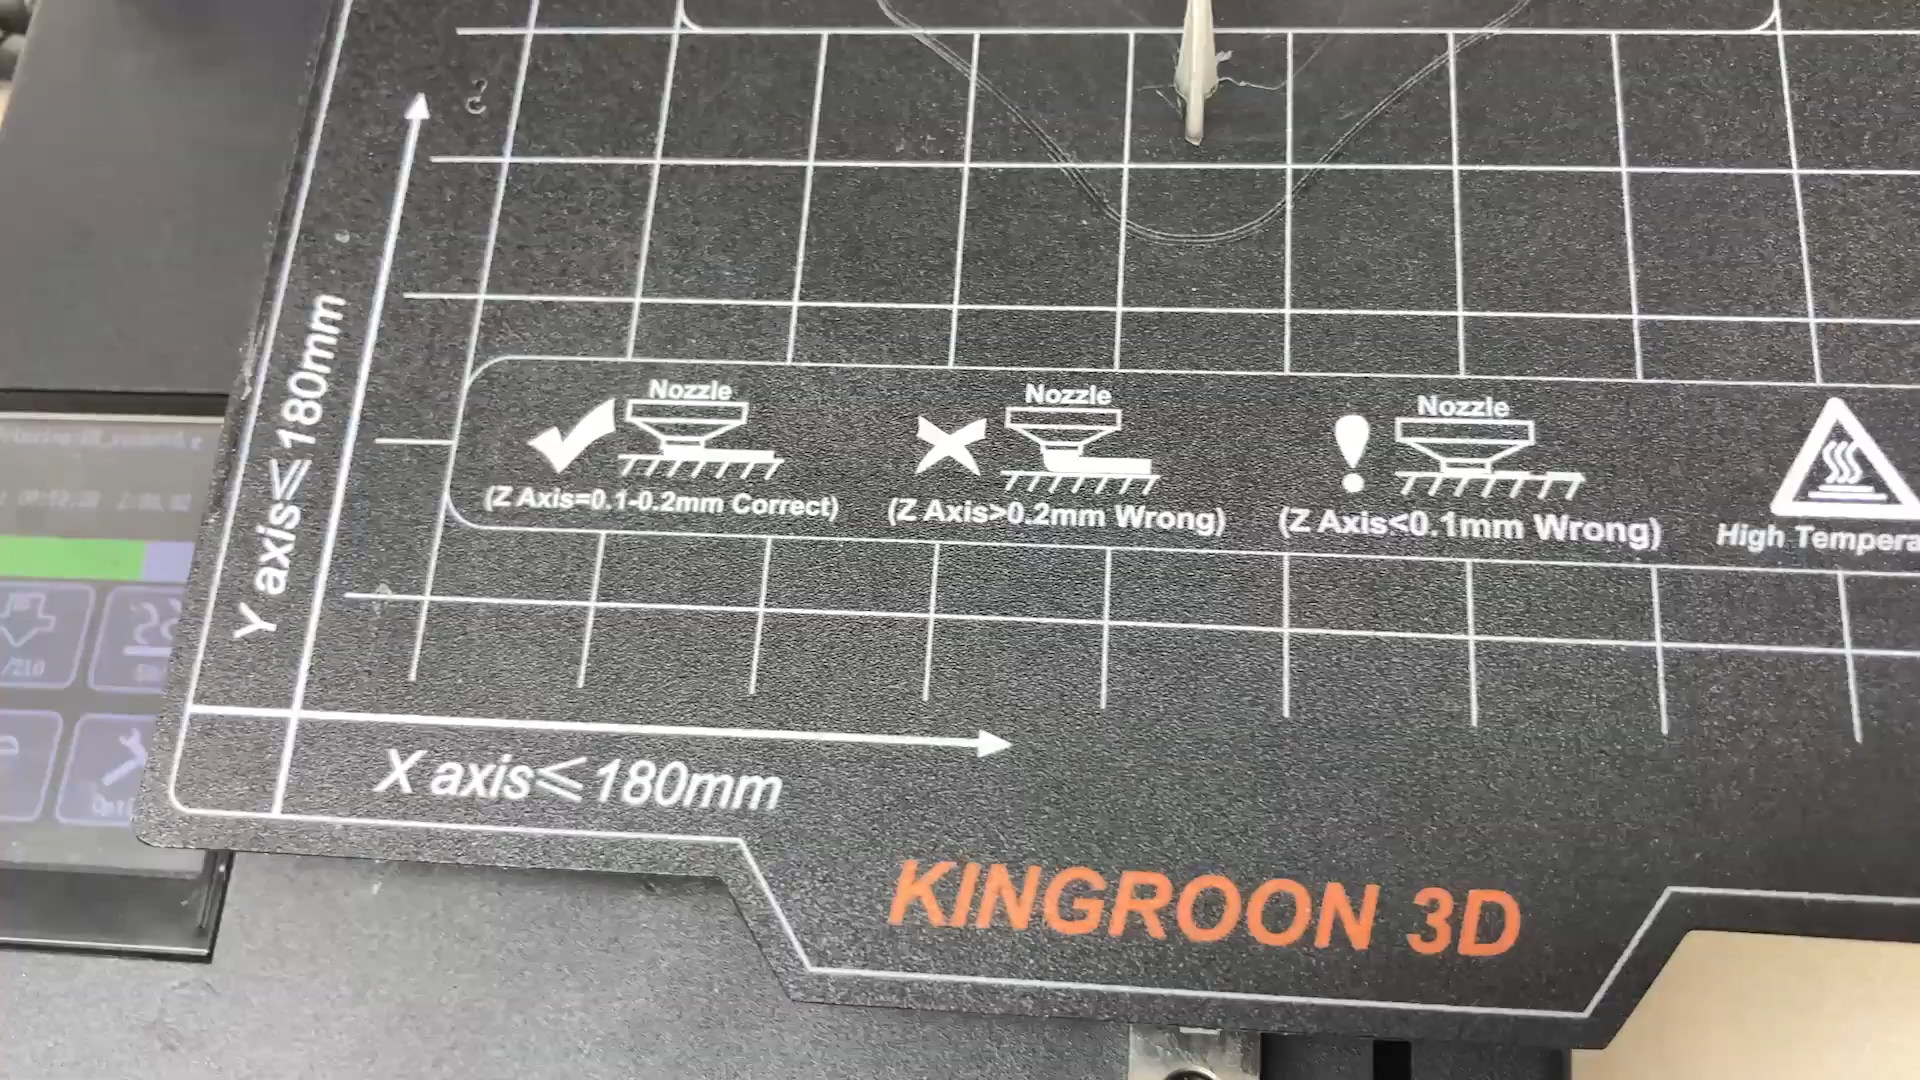 Y axis≤180mm
Nozzle
(Z Axis=0.1-0.2mm Correct)
Nozzle
(Z Axis>0.2mm Wrong)
Nozzle
(Z Axis<0.1mm Wrong)
High Tempera
X axis≤180mm
KINGROON 3D
/210